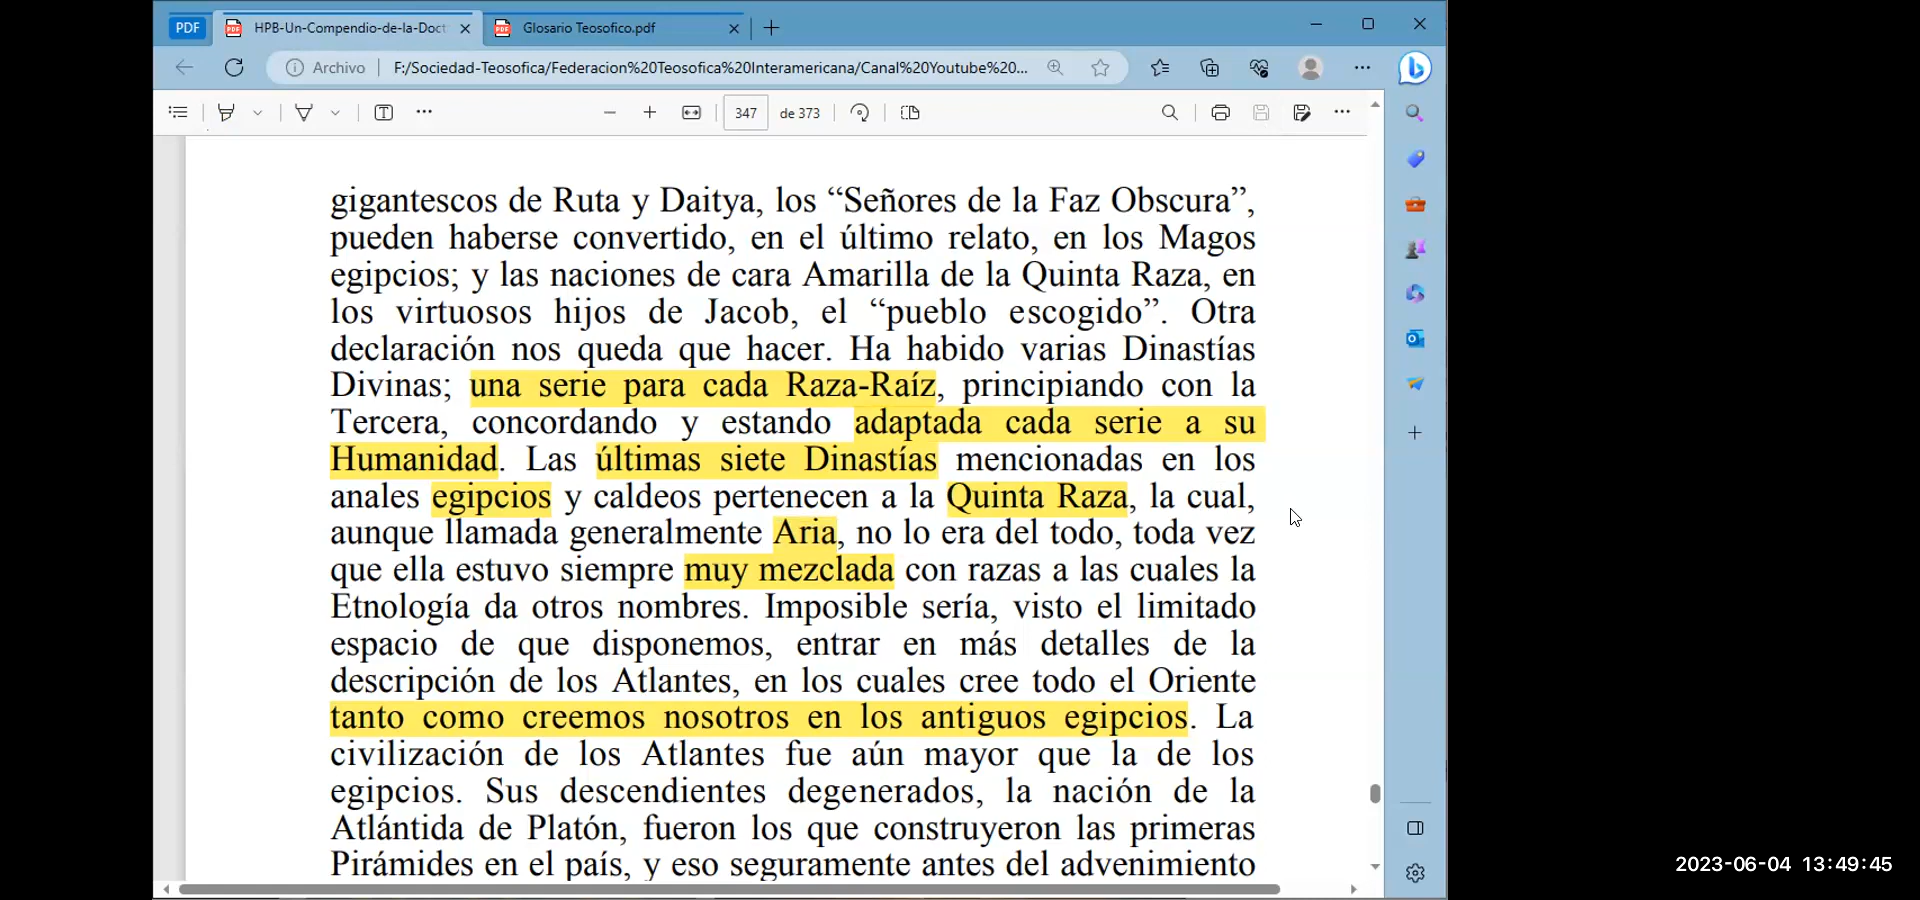 PDF
HPB-Un-Compendio-de-la-Doct
Glosario Teosofico.pdf
Archivo
F:/Sociedad-Teosofica/Federacion%20Teosofica%20Interamericana/Canal%20Youtube%20...
347
de 373
gigantescos de Ruta y Daitya, los “Señores de la Faz Obscura”,
pueden haberse convertido, en el último relato, en los Magos
egipcios; y las naciones de cara Amarilla de la Quinta Raza, en
los virtuosos hijos de Jacob, el “pueblo escogido”. Otra
declaración nos queda que hacer. Ha habido varias Dinastías
Divinas; una serie para cada Raza-Raíz, principiando con la
Tercera, concordando y estando adaptada cada serie a su
Humanidad. Las últimas siete Dinastías mencionadas en los
anales egipcios y caldeos pertenecen a la Quinta Raza, la cual,
aunque llamada generalmente Aria, no lo era del todo, toda vez
que ella estuvo siempre muy mezclada con razas a las cuales la
Etnología da otros nombres. Imposible sería, visto el limitado
espacio de que disponemos, entrar en más detalles de la
descripción de los Atlantes, en los cuales cree todo el Oriente
tanto como creemos nosotros en los antiguos egipcios. La
civilización de los Atlantes fue aún mayor que la de los
egipcios. Sus descendientes degenerados, la nación de la
Atlántida de Platón, fueron los que construyeron las primeras
Pirámides en el país, y eso seguramente antes del advenimiento
2023-06-04 13:49:45